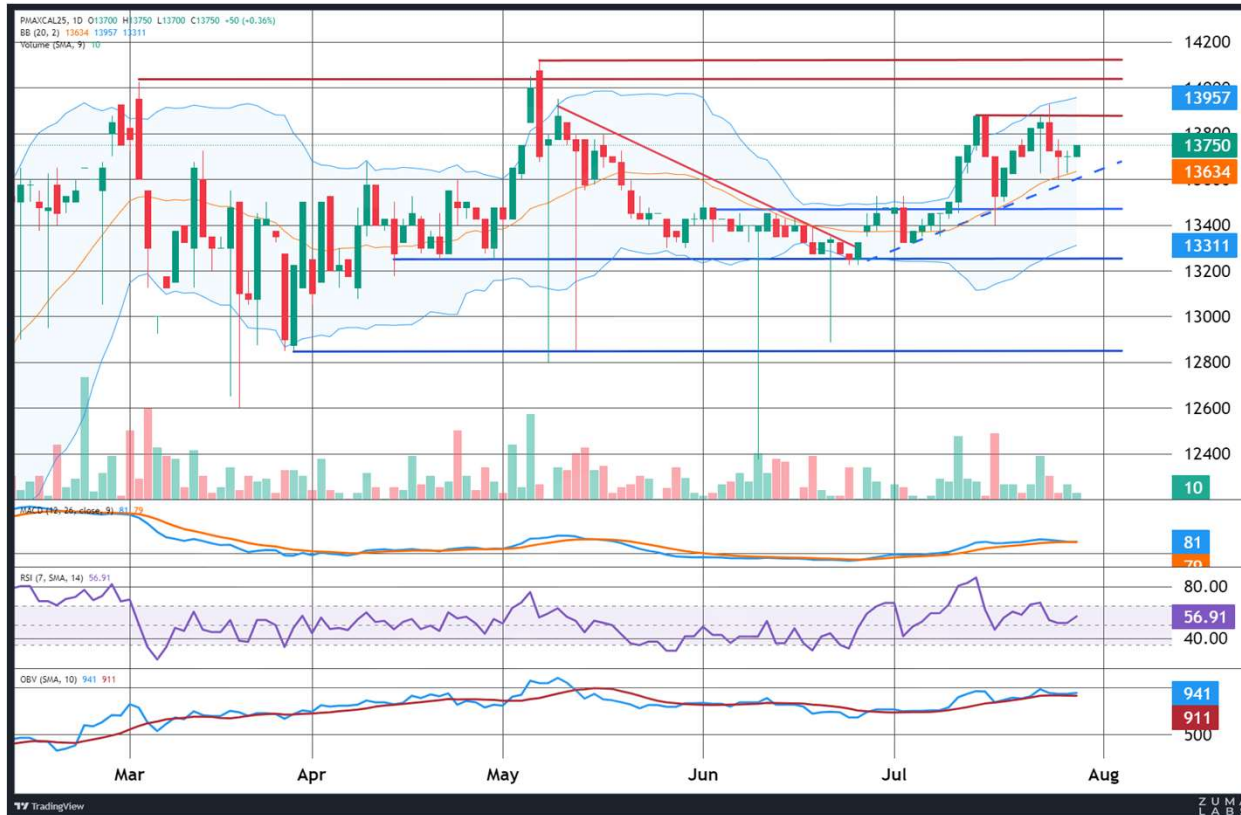 PMAXCAL25, 1D O13700 H13750 L13700 C13750 +50 (+0.36%)
BB (20, 2) 13634 13957 13311
Volume (SMA, 9) 10
14200
13957
13800
13750
13634
13400
13311
13200
13000
12800
12600
12400
10
MACD (12, 26, close, 9) 81 79
81
79
RSI (7, SMA, 14) 56.91
80.00
56.91
40.00
OBV (SMA, 10) 941 911
941
911
500
Mar Apr May Jun Jul Aug
TradingView
ZUMA
LAB